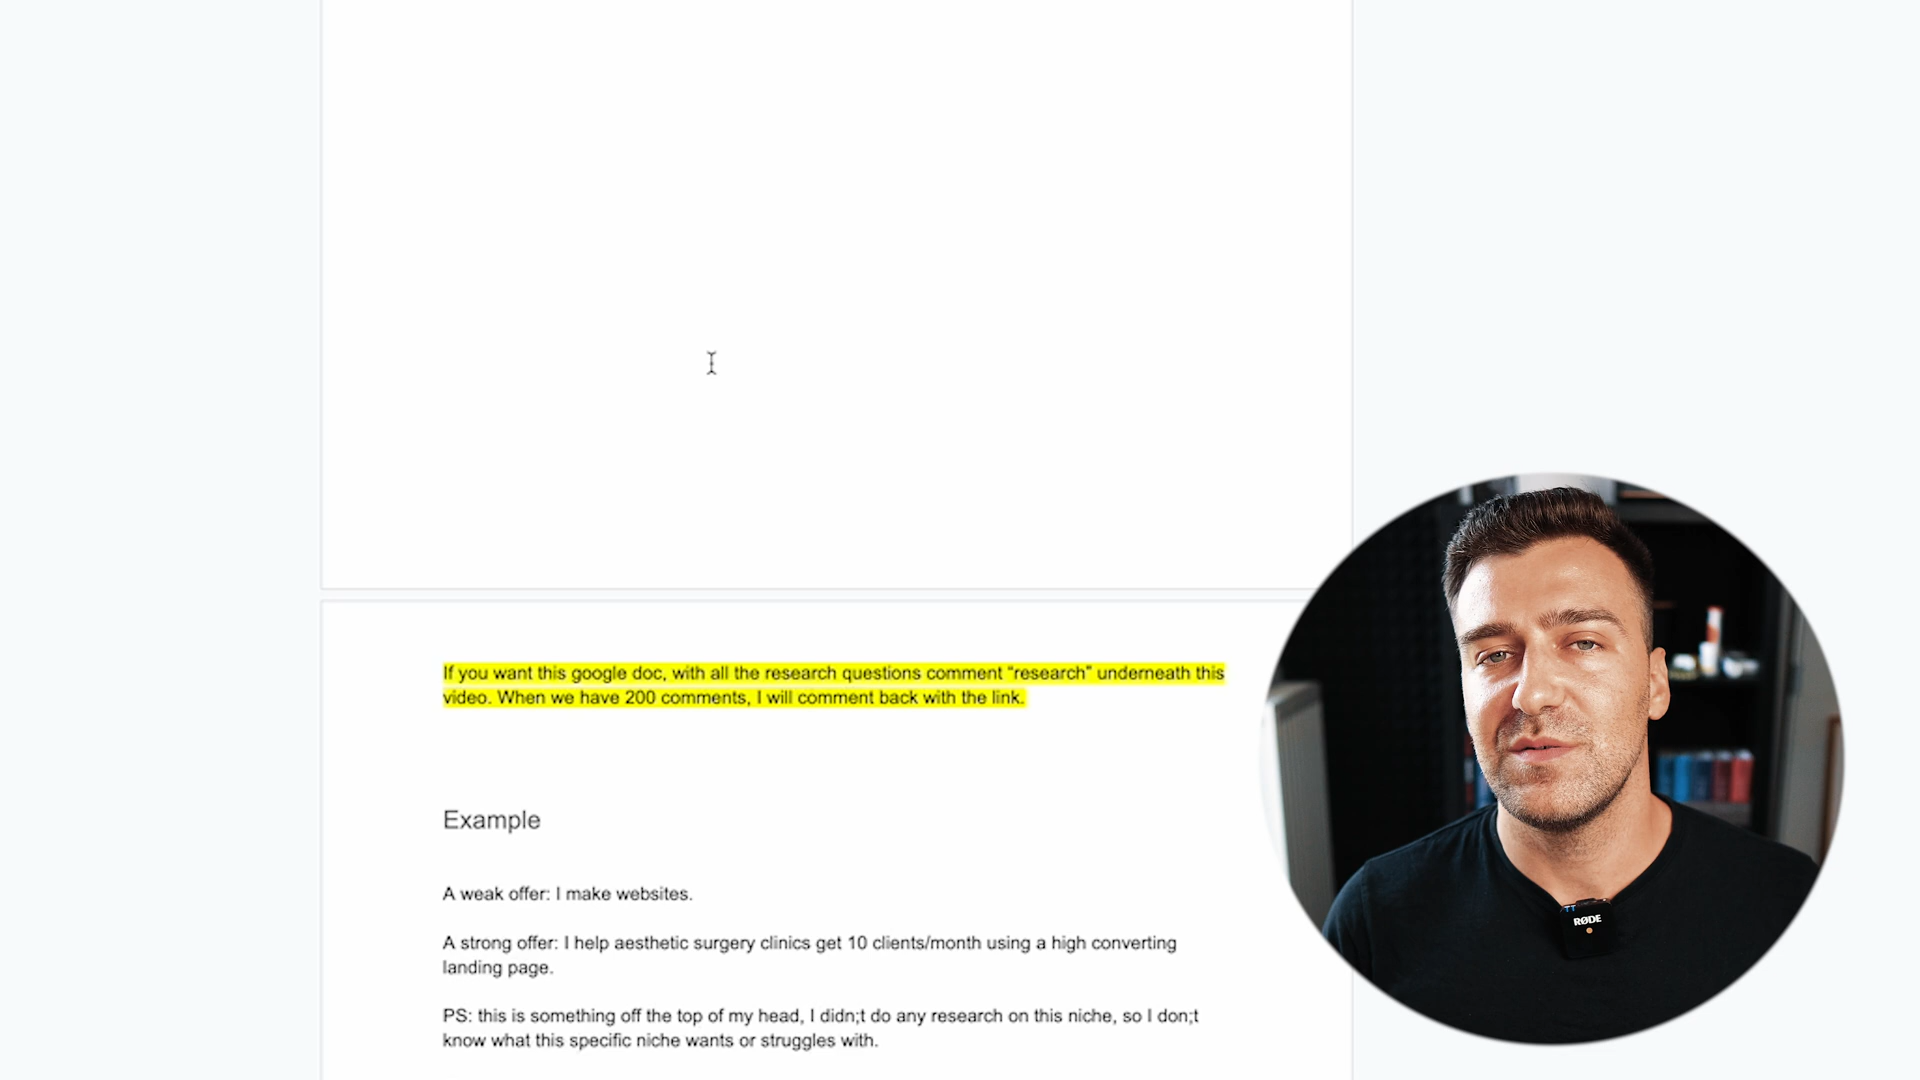 If you want this google doc, with all the research questions comment "research" underneath this
video. When we have 200 comments, I will comment back with the link.
Example
A weak offer: I make websites.
A strong offer: I help aesthetic surgery clinics get 10 clients/month using a high converting
landing page.
PS: this is something off the top of my head, I didn;t do any research on this niche, so I don;t
know what this specific niche wants or struggles with.
RØDE